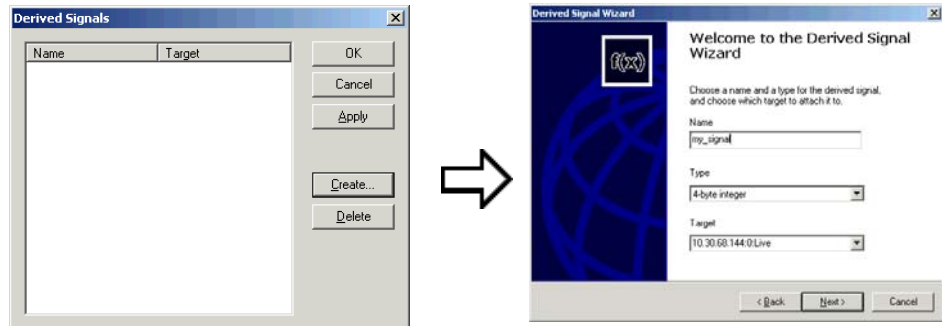 Derived Signals
Name Target
OK
Cancel
Apply
Create...
Delete
Derived Signal Wizard
f(x)
Welcome to the Derived Signal
Wizard
Choose a name and a type for the derived signal,
and choose which target to attach it to.
Name
my_signal
Type
4-byte integer
Target
10.30.68.144:0:Live
< Back Next > Cancel